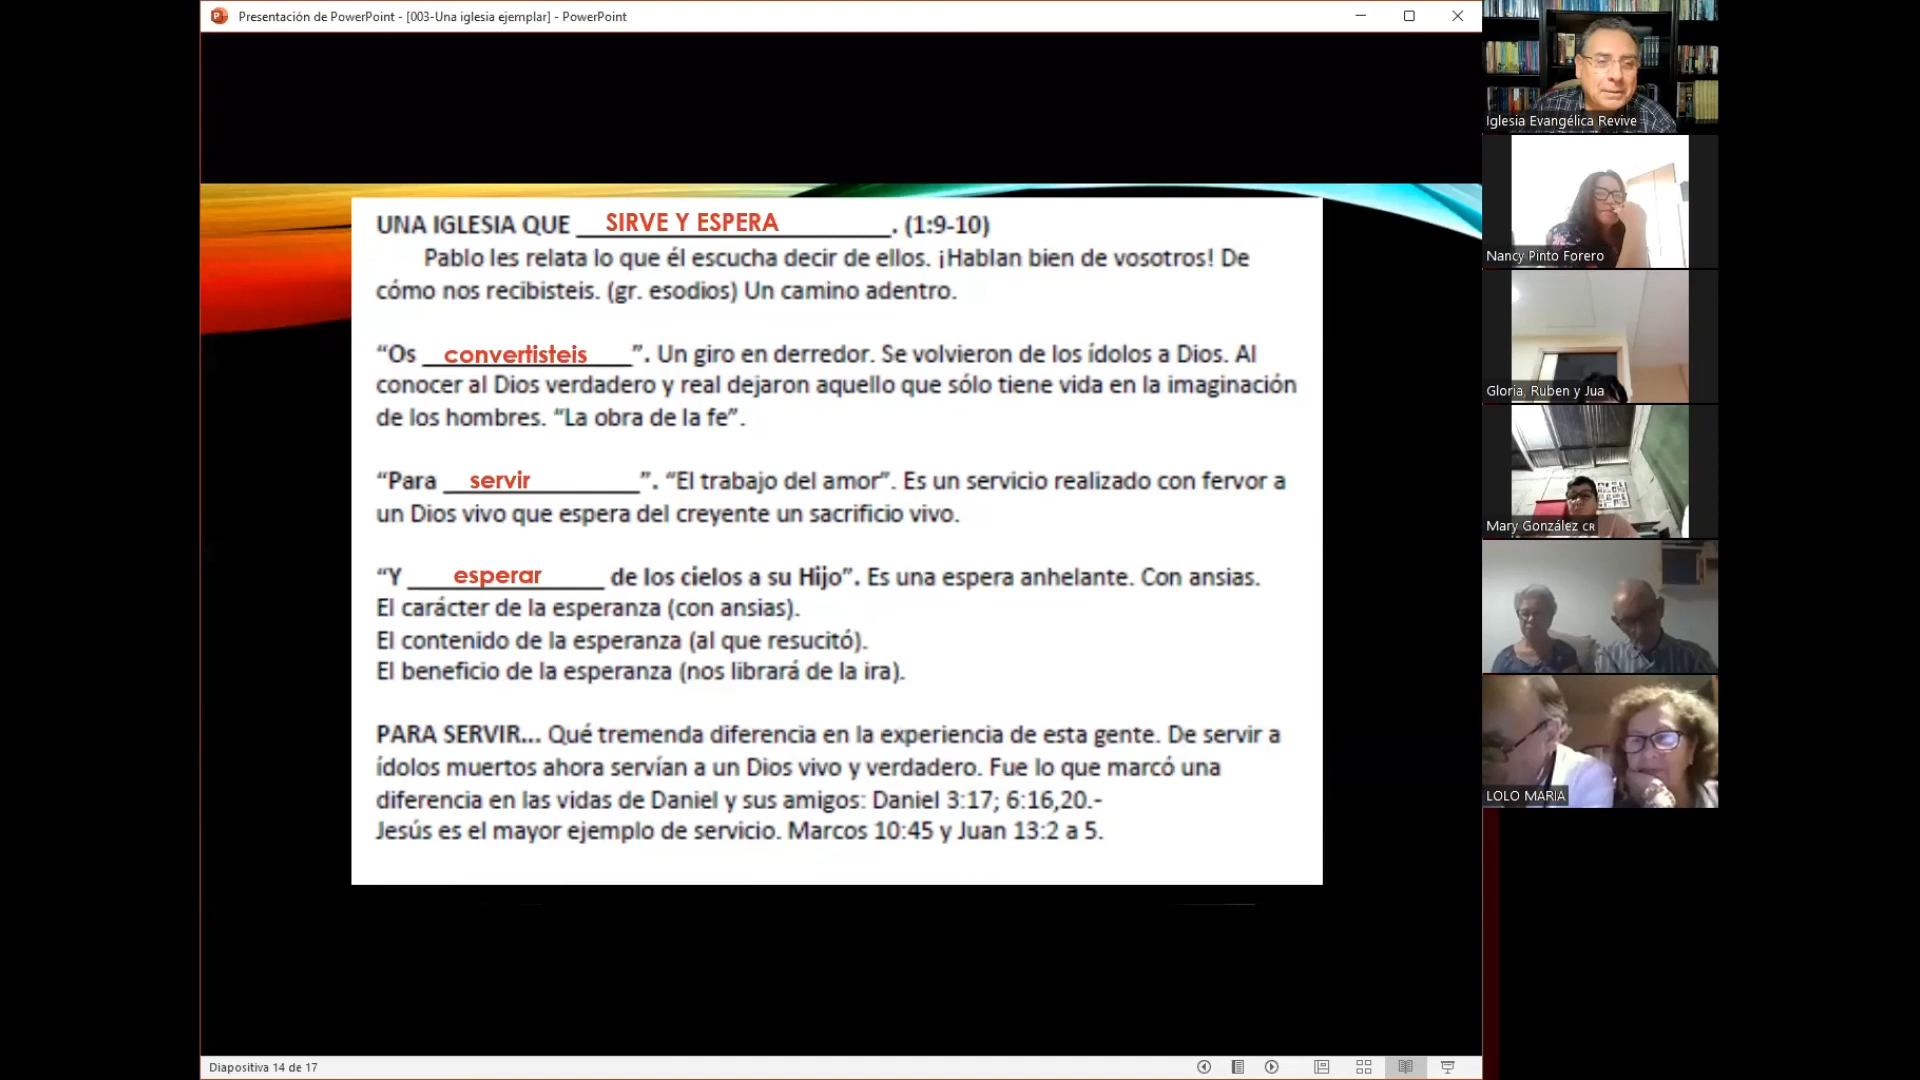 Presentación de PowerPoint - [003-Una iglesia ejemplar] - PowerPoint
UNA IGLESIA QUE SIRVE Y ESPERA. (1:9-10)
Pablo les relata lo que él escucha decir de ellos. ¡Hablan bien de vosotros! De
cómo nos recibisteis. (gr. esodios) Un camino adentro.
“Os convertisteis”. Un giro en derredor. Se volvieron de los ídolos a Dios. Al
conocer al Dios verdadero y real dejaron aquello que sólo tiene vida en la imaginación
de los hombres. “La obra de la fe”.
“Para servir”. “El trabajo del amor”. Es un servicio realizado con fervor a
un Dios vivo que espera del creyente un sacrificio vivo.
“Y esperar de los cielos a su Hijo”. Es una espera anhelante. Con ansias.
El carácter de la esperanza (con ansias).
El contenido de la esperanza (al que resucitó).
El beneficio de la esperanza (nos librará de la ira).
PARA SERVIR... Qué tremenda diferencia en la experiencia de esta gente. De servir a
ídolos muertos ahora servían a un Dios vivo y verdadero. Fue lo que marcó una
diferencia en las vidas de Daniel y sus amigos: Daniel 3:17; 6:16,20.-
Jesús es el mayor ejemplo de servicio. Marcos 10:45 y Juan 13:2 a 5.
Diapositiva 14 de 17
Iglesia Evangélica Revive
Nancy Pinto Forero
Gloria, Ruben y Jua
Mary González CR
LOLO MARIA